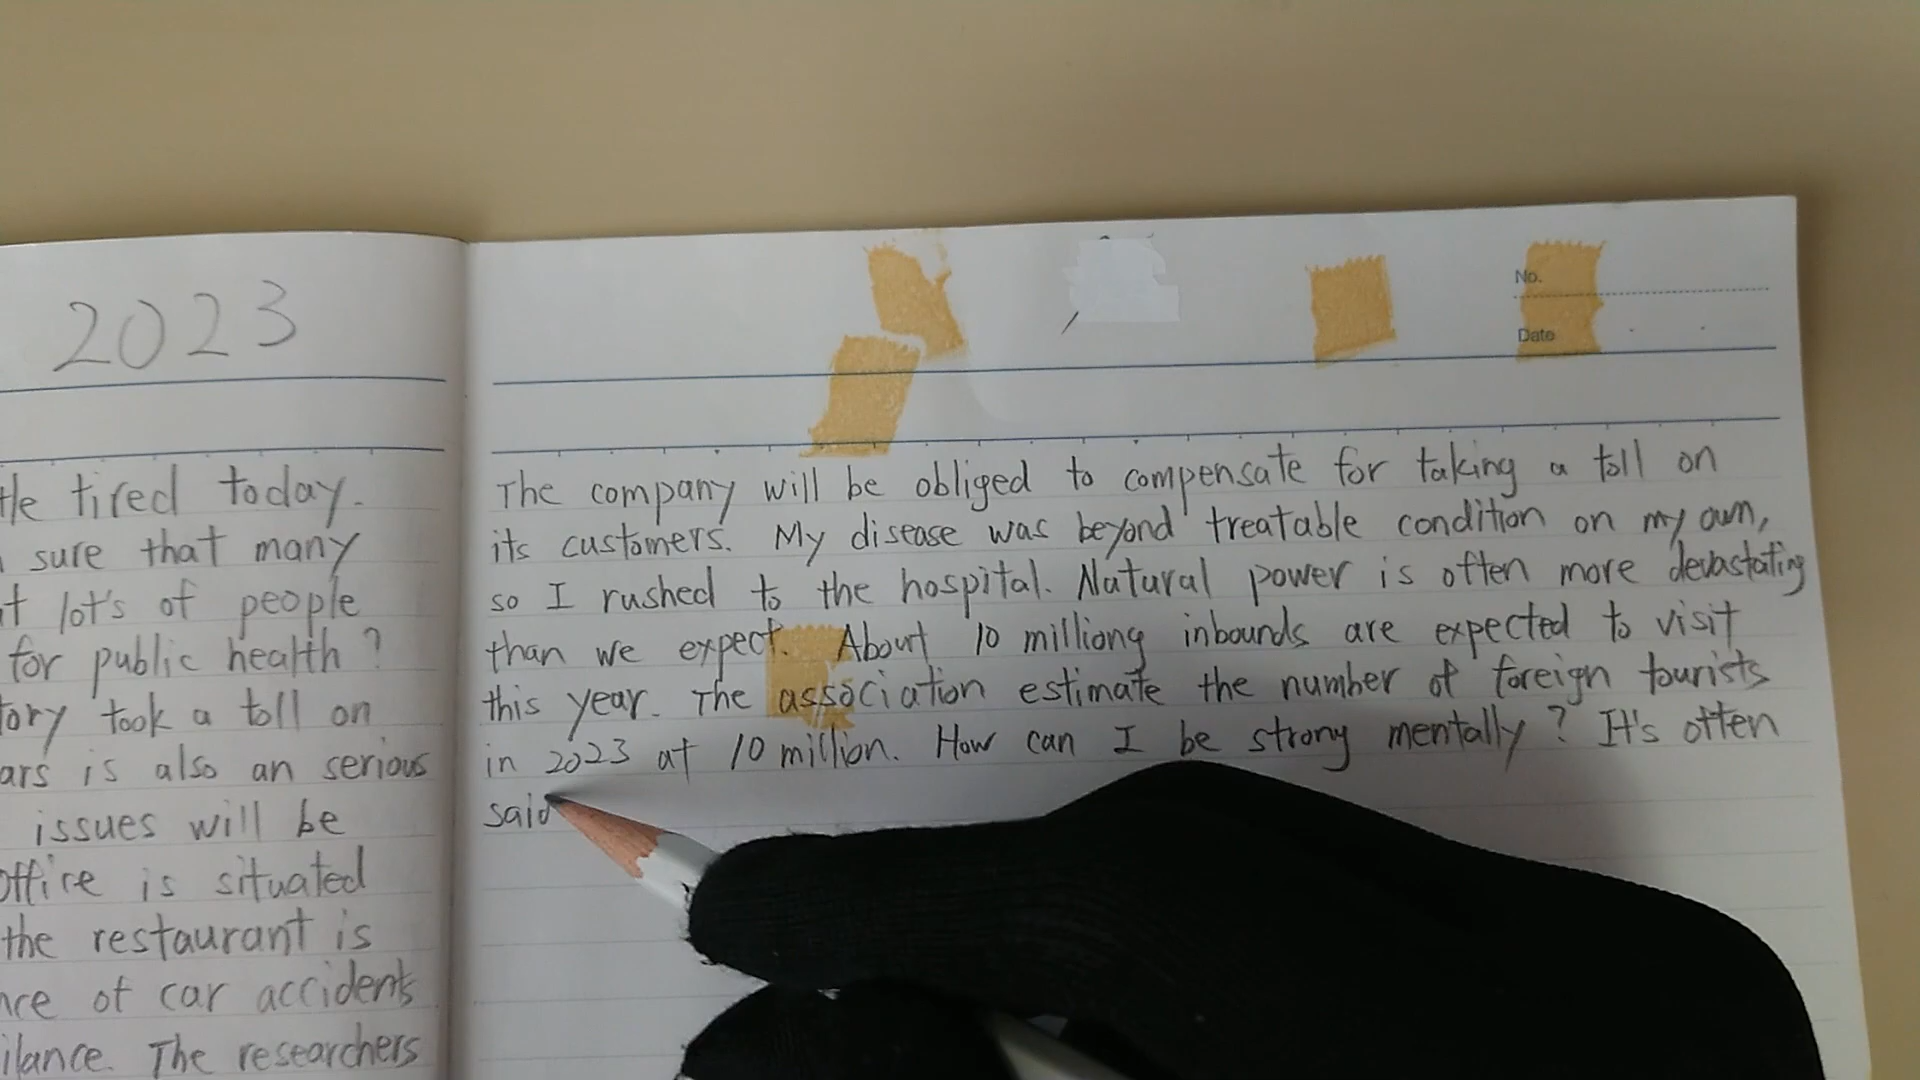 2023
tired today.
sure that many
lot's of people
for public health?
took a toll on
is also an serious
issues will be
office is situated
the restaurant is
of car accidents
The researchers
No.
Date
The company will be obliged to compensate for taking a toll on
its customers. My disease was beyond treatable condition on my own,
so I rushed to the hospital. Natural power is often more devastating
than we expect. About 10 milliong inbounds are expected to visit
this year. The association estimate the number of foreign tourists
in 2023 at 10 million. How can I be strong mentally? It's often
said